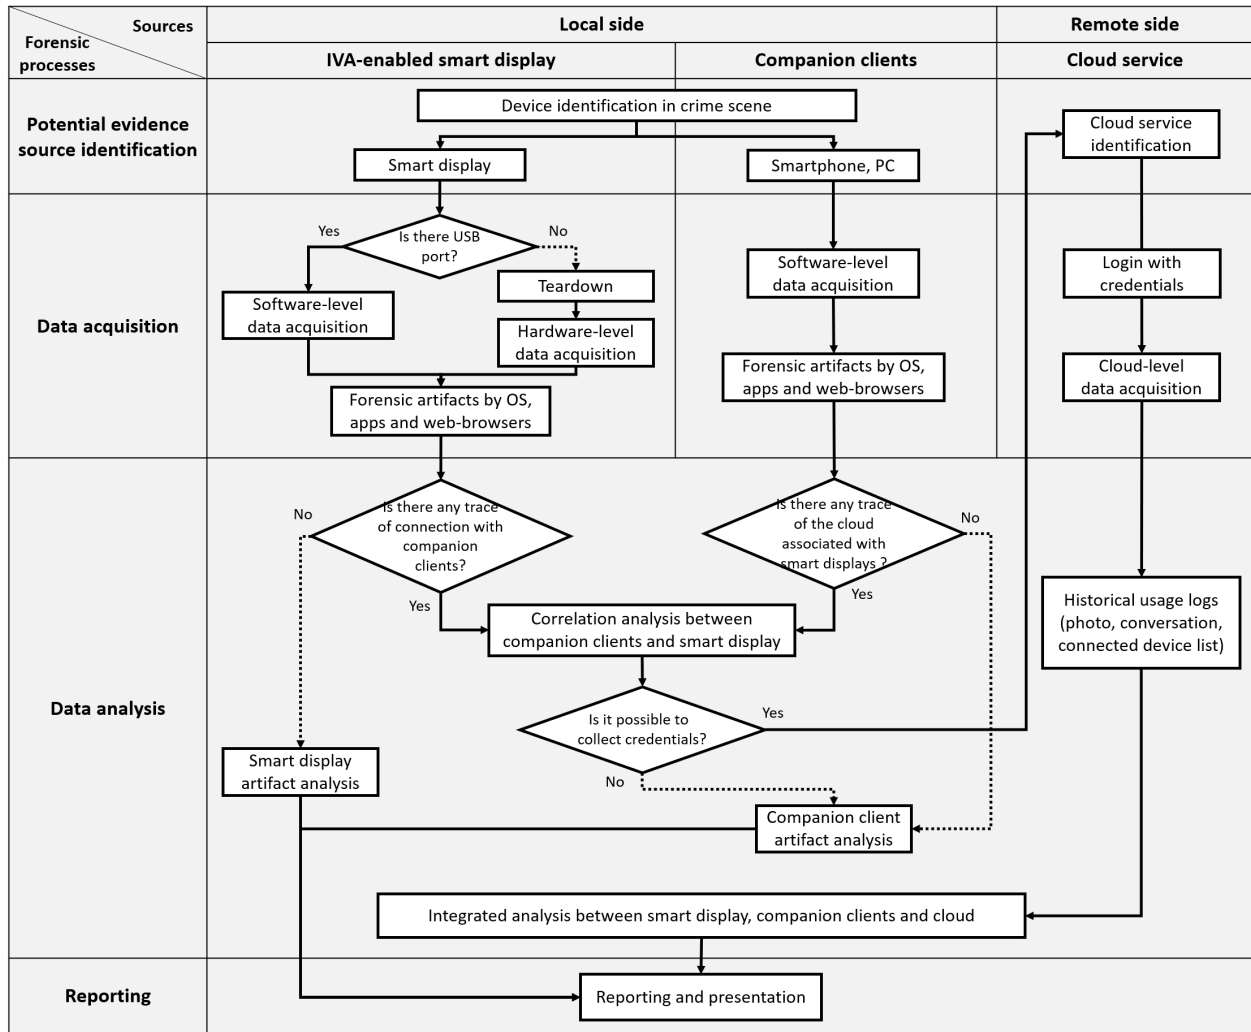 Sources
Forensic
processes
Local side
Remote side
IVA-enabled smart display
Companion clients
Cloud service
Potential evidence
source identification
Device identification in crime scene
Smart display
Smartphone, PC
Cloud service
identification
Data acquisition
Is there USB
port?
Yes
No
Teardown
Software-level
data acquisition
Hardware-level
data acquisition
Forensic artifacts by OS,
apps and web-browsers
Software-level
data acquisition
Forensic artifacts by OS,
apps and web-browsers
Login with
credentials
Cloud-level
data acquisition
Data analysis
Is there any trace
of connection with
companion
clients?
No
Yes
Is there any trace
of the cloud
associated with
smart displays ?
No
Yes
Correlation analysis between
companion clients and smart display
Historical usage logs
(photo, conversation,
connected device list)
Is it possible to
collect credentials?
Yes
No
Smart display
artifact analysis
Companion client
artifact analysis
Integrated analysis between smart display, companion clients and cloud
Reporting
Reporting and presentation